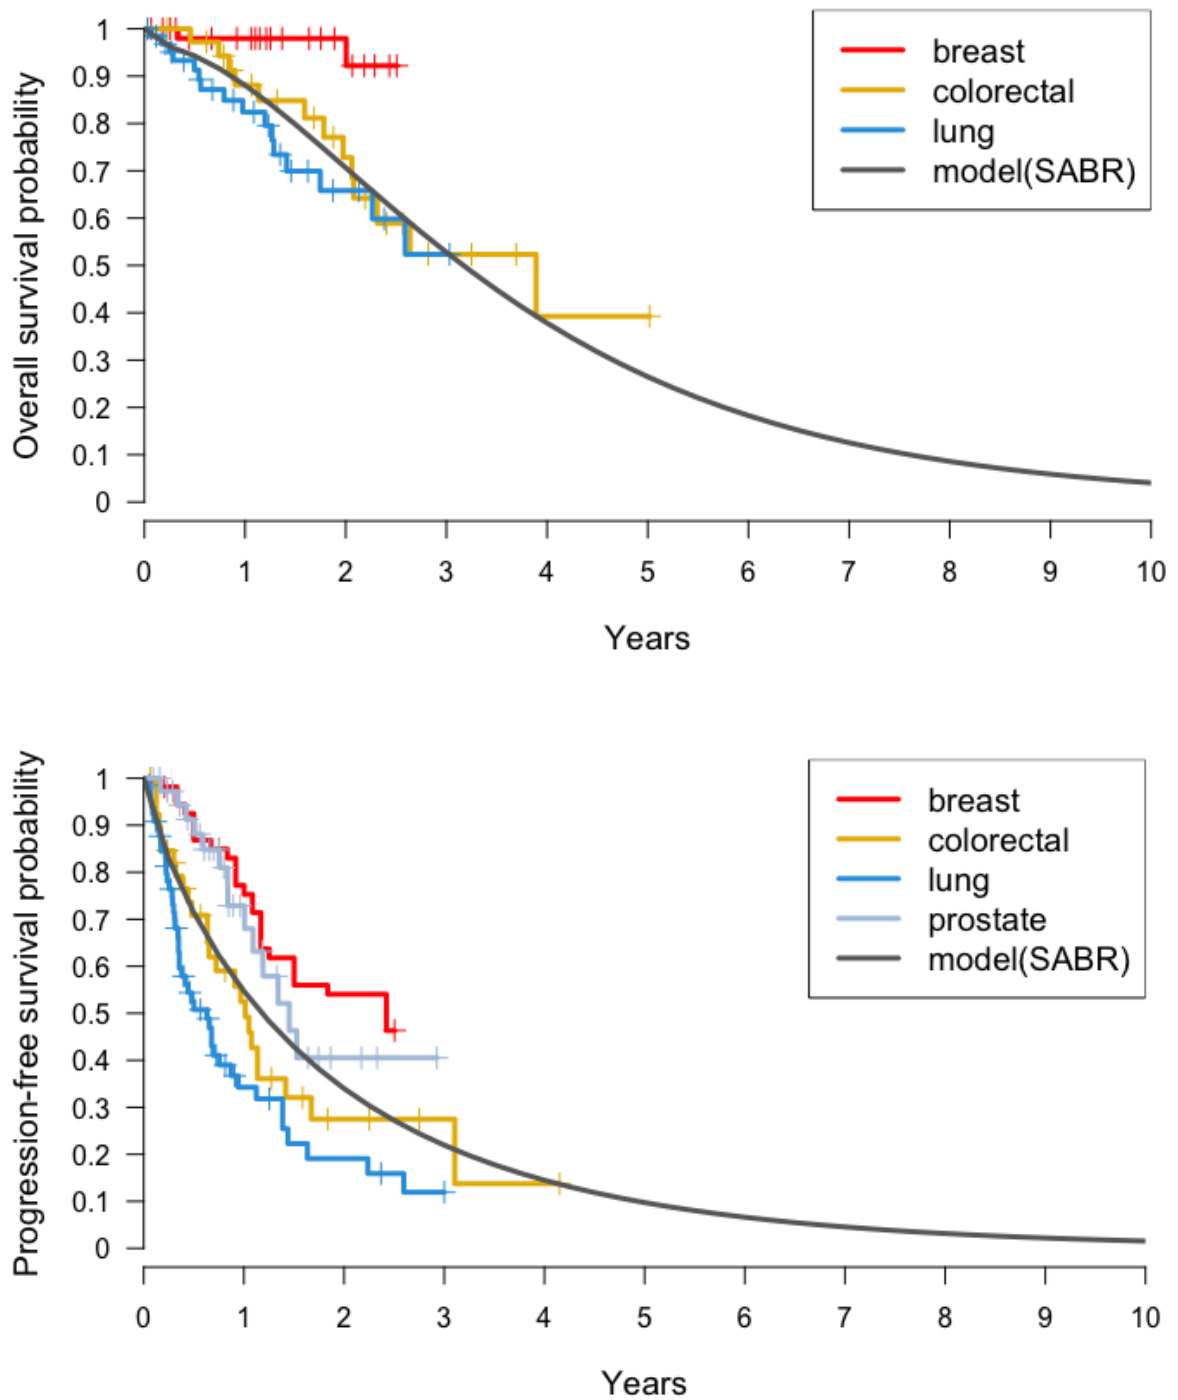 Overall survival probability
1
0.9
0.8
0.7
0.6
0.5
0.4
0.3
0.2
0.1
0
breast
colorectal
lung
model(SABR)
0 1 2 3 4 5 6 7 8 9 10
Years
Progression-free survival probability
1
0.9
0.8
0.7
0.6
0.5
0.4
0.3
0.2
0.1
0
breast
colorectal
lung
prostate
model(SABR)
0 1 2 3 4 5 6 7 8 9 10
Years